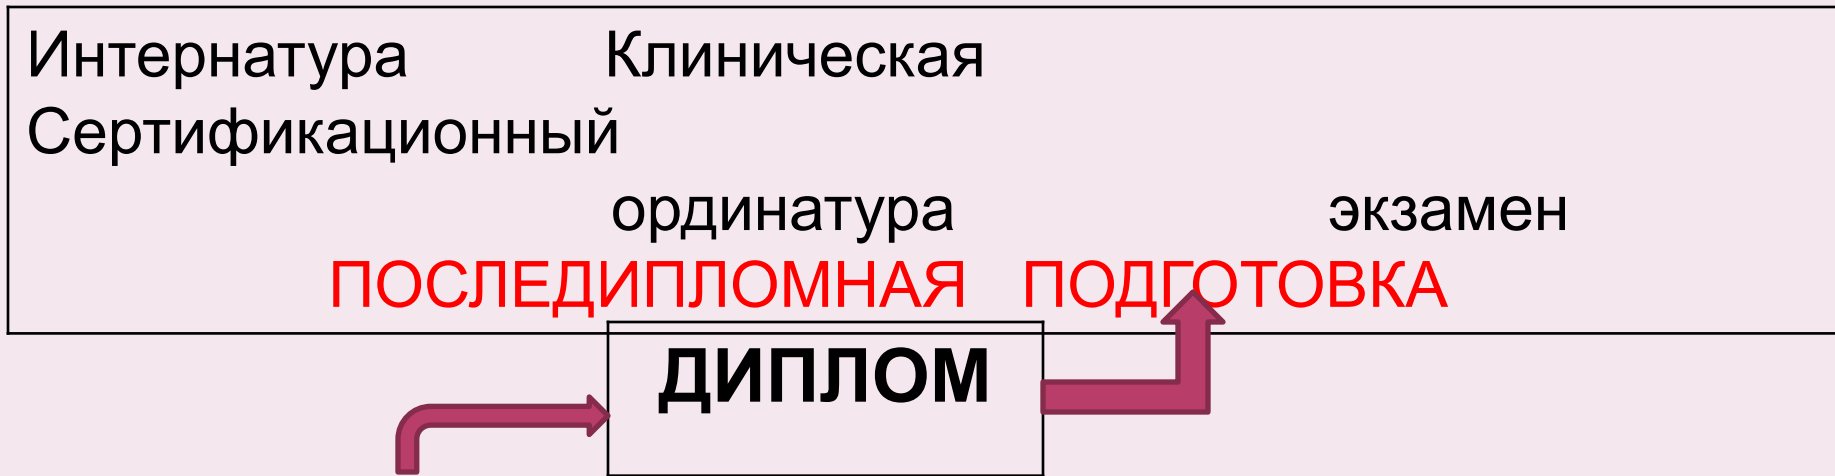 Интернатура Клиническая
Сертификационный
ординатура экзамен
ПОСЛЕДИПЛОМНАЯ ПОДГОТОВКА
ДИПЛОМ